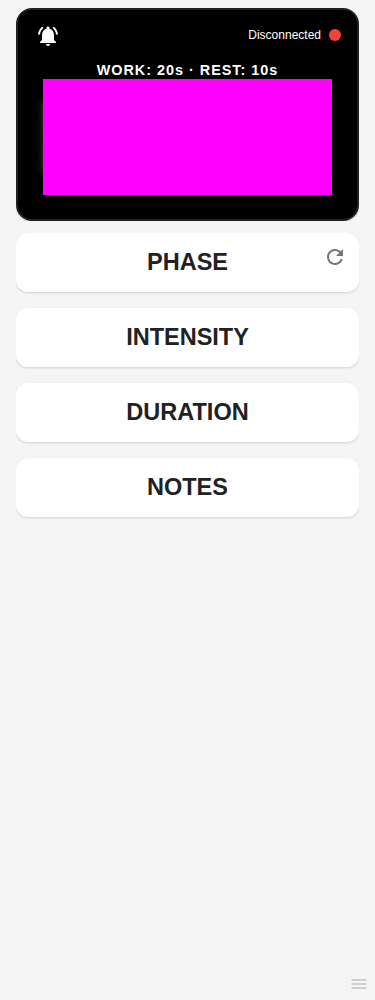 Disconnected
WORK: 20s · REST: 10s
PHASE
INTENSITY
DURATION
NOTES